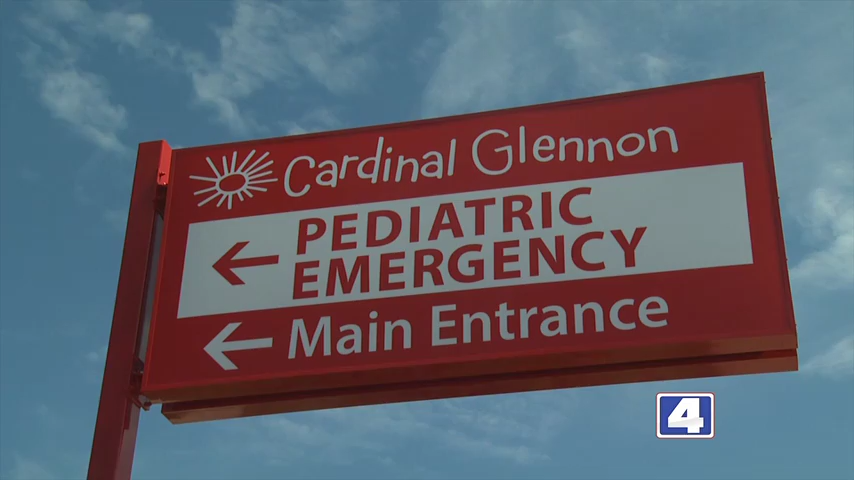 Cardinal Glennon
PEDIATRIC
EMERGENCY
Main Entrance
4